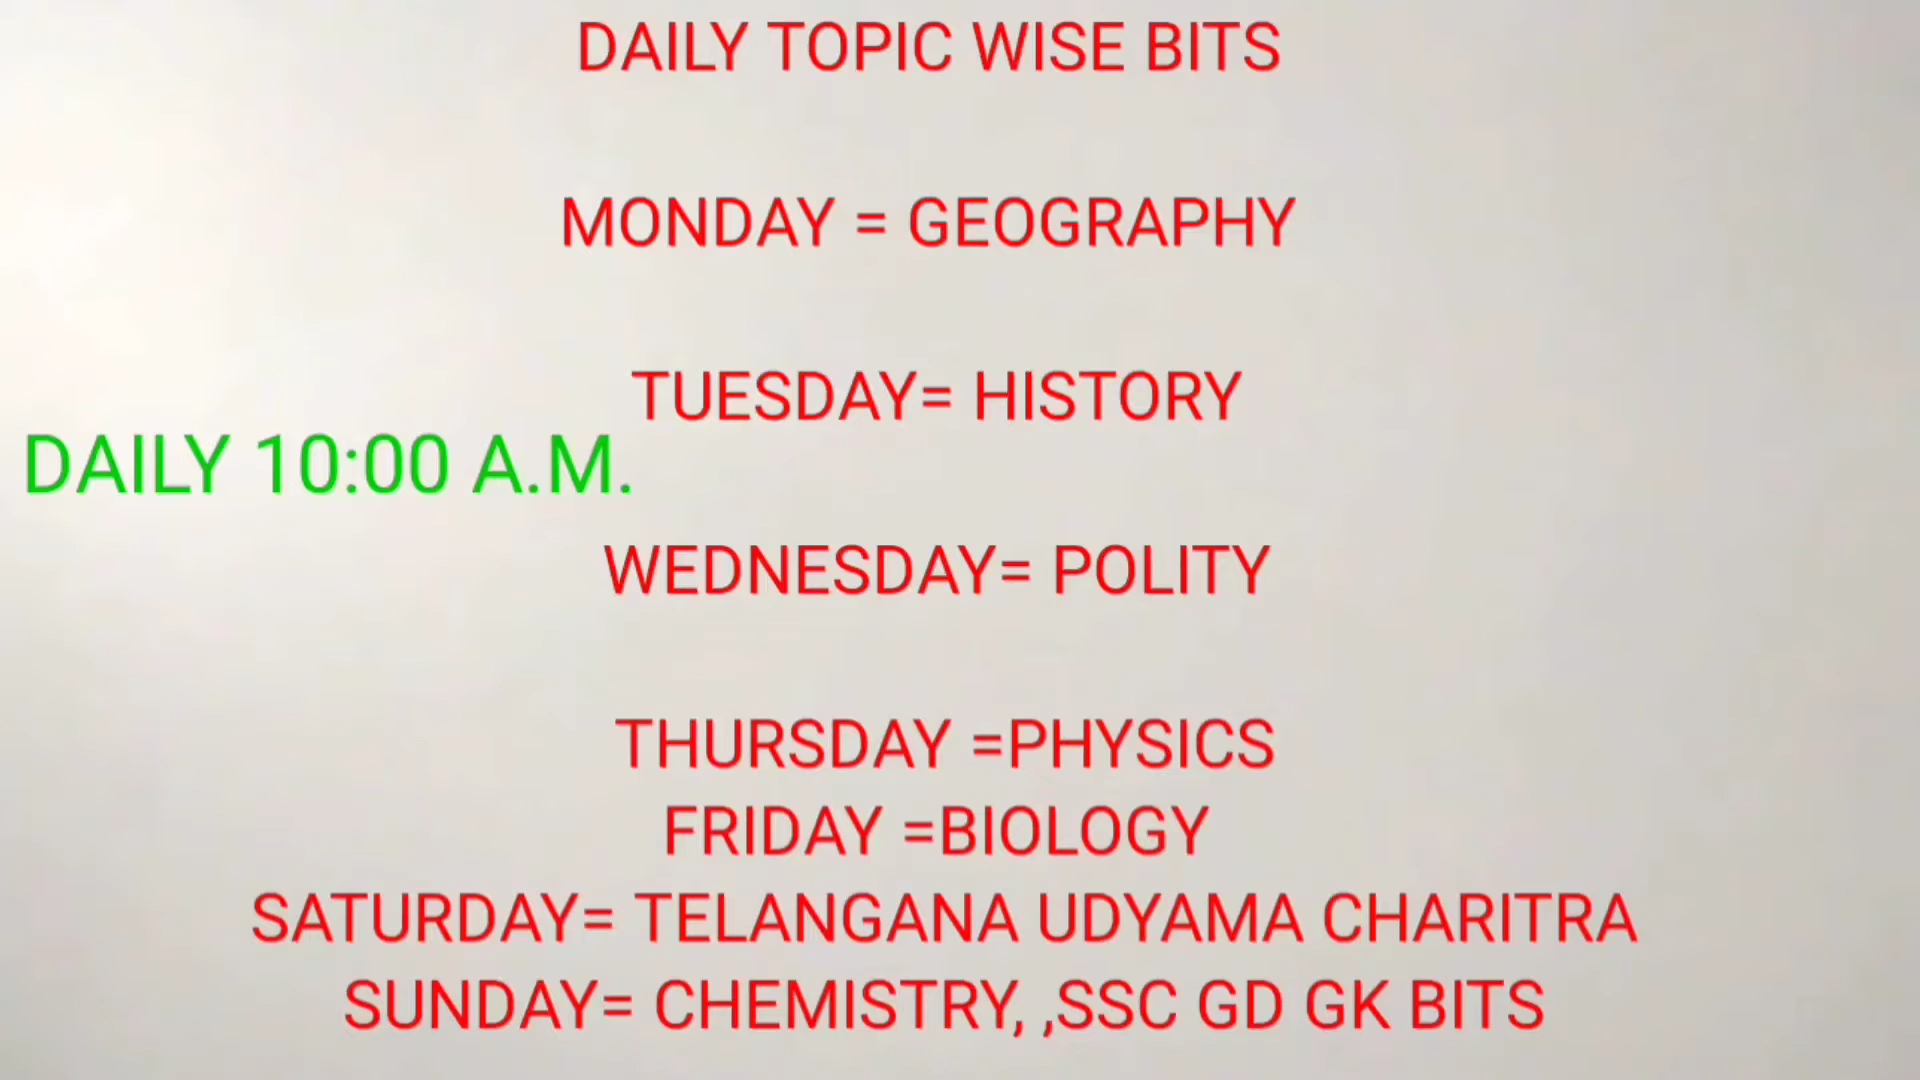 DAILY TOPIC WISE BITS
MONDAY = GEOGRAPHY
TUESDAY= HISTORY
DAILY 10:00 A.M.
WEDNESDAY= POLITY
THURSDAY =PHYSICS
FRIDAY =BIOLOGY
SATURDAY= TELANGANA UDYAMA CHARITRA
SUNDAY= CHEMISTRY, ,SSC GD GK BITS